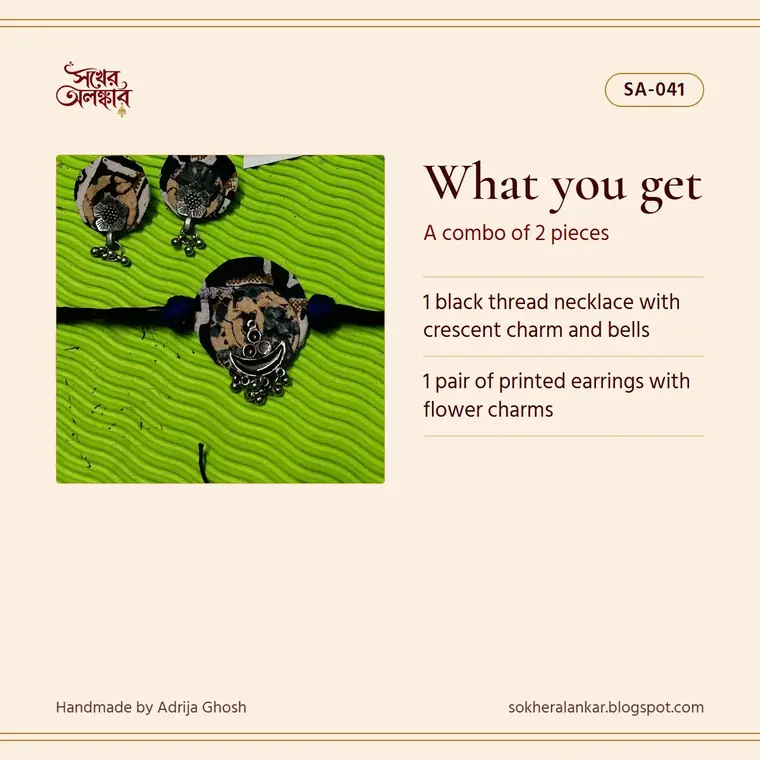 সখের
অলঙ্কার
SA-041
What you get
A combo of 2 pieces
1 black thread necklace with
crescent charm and bells
1 pair of printed earrings with
flower charms
Handmade by Adrija Ghosh
sokheralankar.blogspot.com